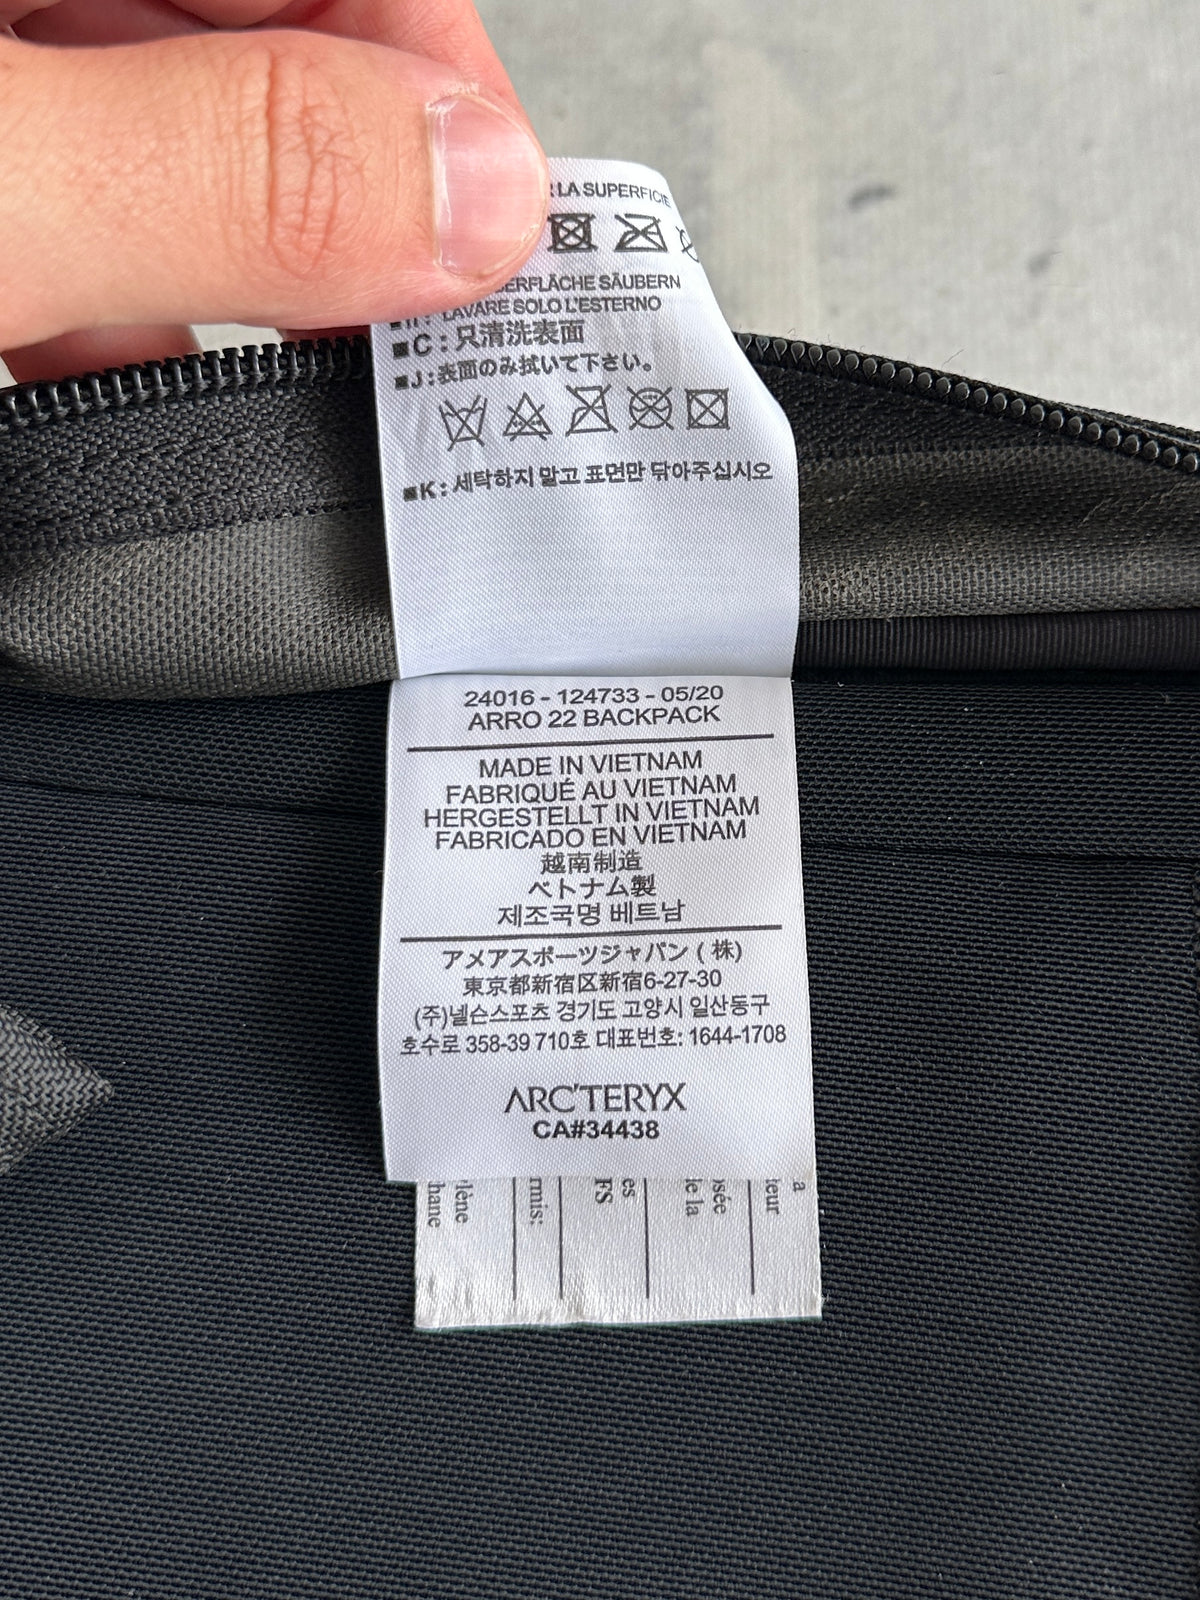 LA SUPERFICIE
SÄUBERN
LAVARE SOLO L'ESTERNO
■C : 只清洗表面
■J : 表面のみ拭いて下さい。
■K : 세탁하지 말고 표면만 닦아주십시오
24016 - 124733 - 05/20
ARRO 22 BACKPACK
MADE IN VIETNAM
FABRIQUÉ AU VIETNAM
HERGESTELLT IN VIETNAM
FABRICADO EN VIETNAM
越南制造
ベトナム製
제조국명 베트남
アメアスポーツジャパン ( 株)
東京都新宿区新宿6-27-30
(주)넬슨스포츠 경기도 고양시 일산동구
호수로 358-39 710호 대표번호: 1644-1708
ARC'TERYX
CA#34438
de la